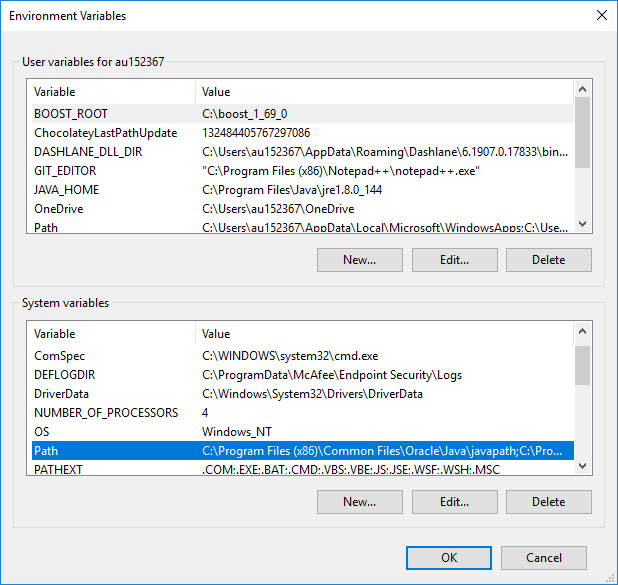 Environment Variables
User variables for au152367
Variable Value
BOOST_ROOT C:\boost_1_69_0
ChocolateyLastPathUpdate 132484405767297086
DASHLANE_DLL_DIR C:\Users\au152367\AppData\Roaming\Dashlane\6.1907.0.17833\bin...
GIT_EDITOR "C:\Program Files (x86)\Notepad++\notepad++.exe"
JAVA_HOME C:\Program Files\Java\jre1.8.0_144
OneDrive C:\Users\au152367\OneDrive
Path C:\Users\au152367\AppData\Local\Microsoft\WindowsApps;C:\Use...
New... Edit... Delete
System variables
Variable Value
ComSpec C:\WINDOWS\system32\cmd.exe
DEFLOGDIR C:\ProgramData\McAfee\Endpoint Security\Logs
DriverData C:\Windows\System32\Drivers\DriverData
NUMBER_OF_PROCESSORS 4
OS Windows_NT
Path C:\Program Files (x86)\Common Files\Oracle\Java\javapath;C:\Pro...
PATHEXT .COM;.EXE;.BAT;.CMD;.VBS;.VBE;.JS;.JSE;.WSF;.WSH;.MSC
New... Edit... Delete
OK Cancel